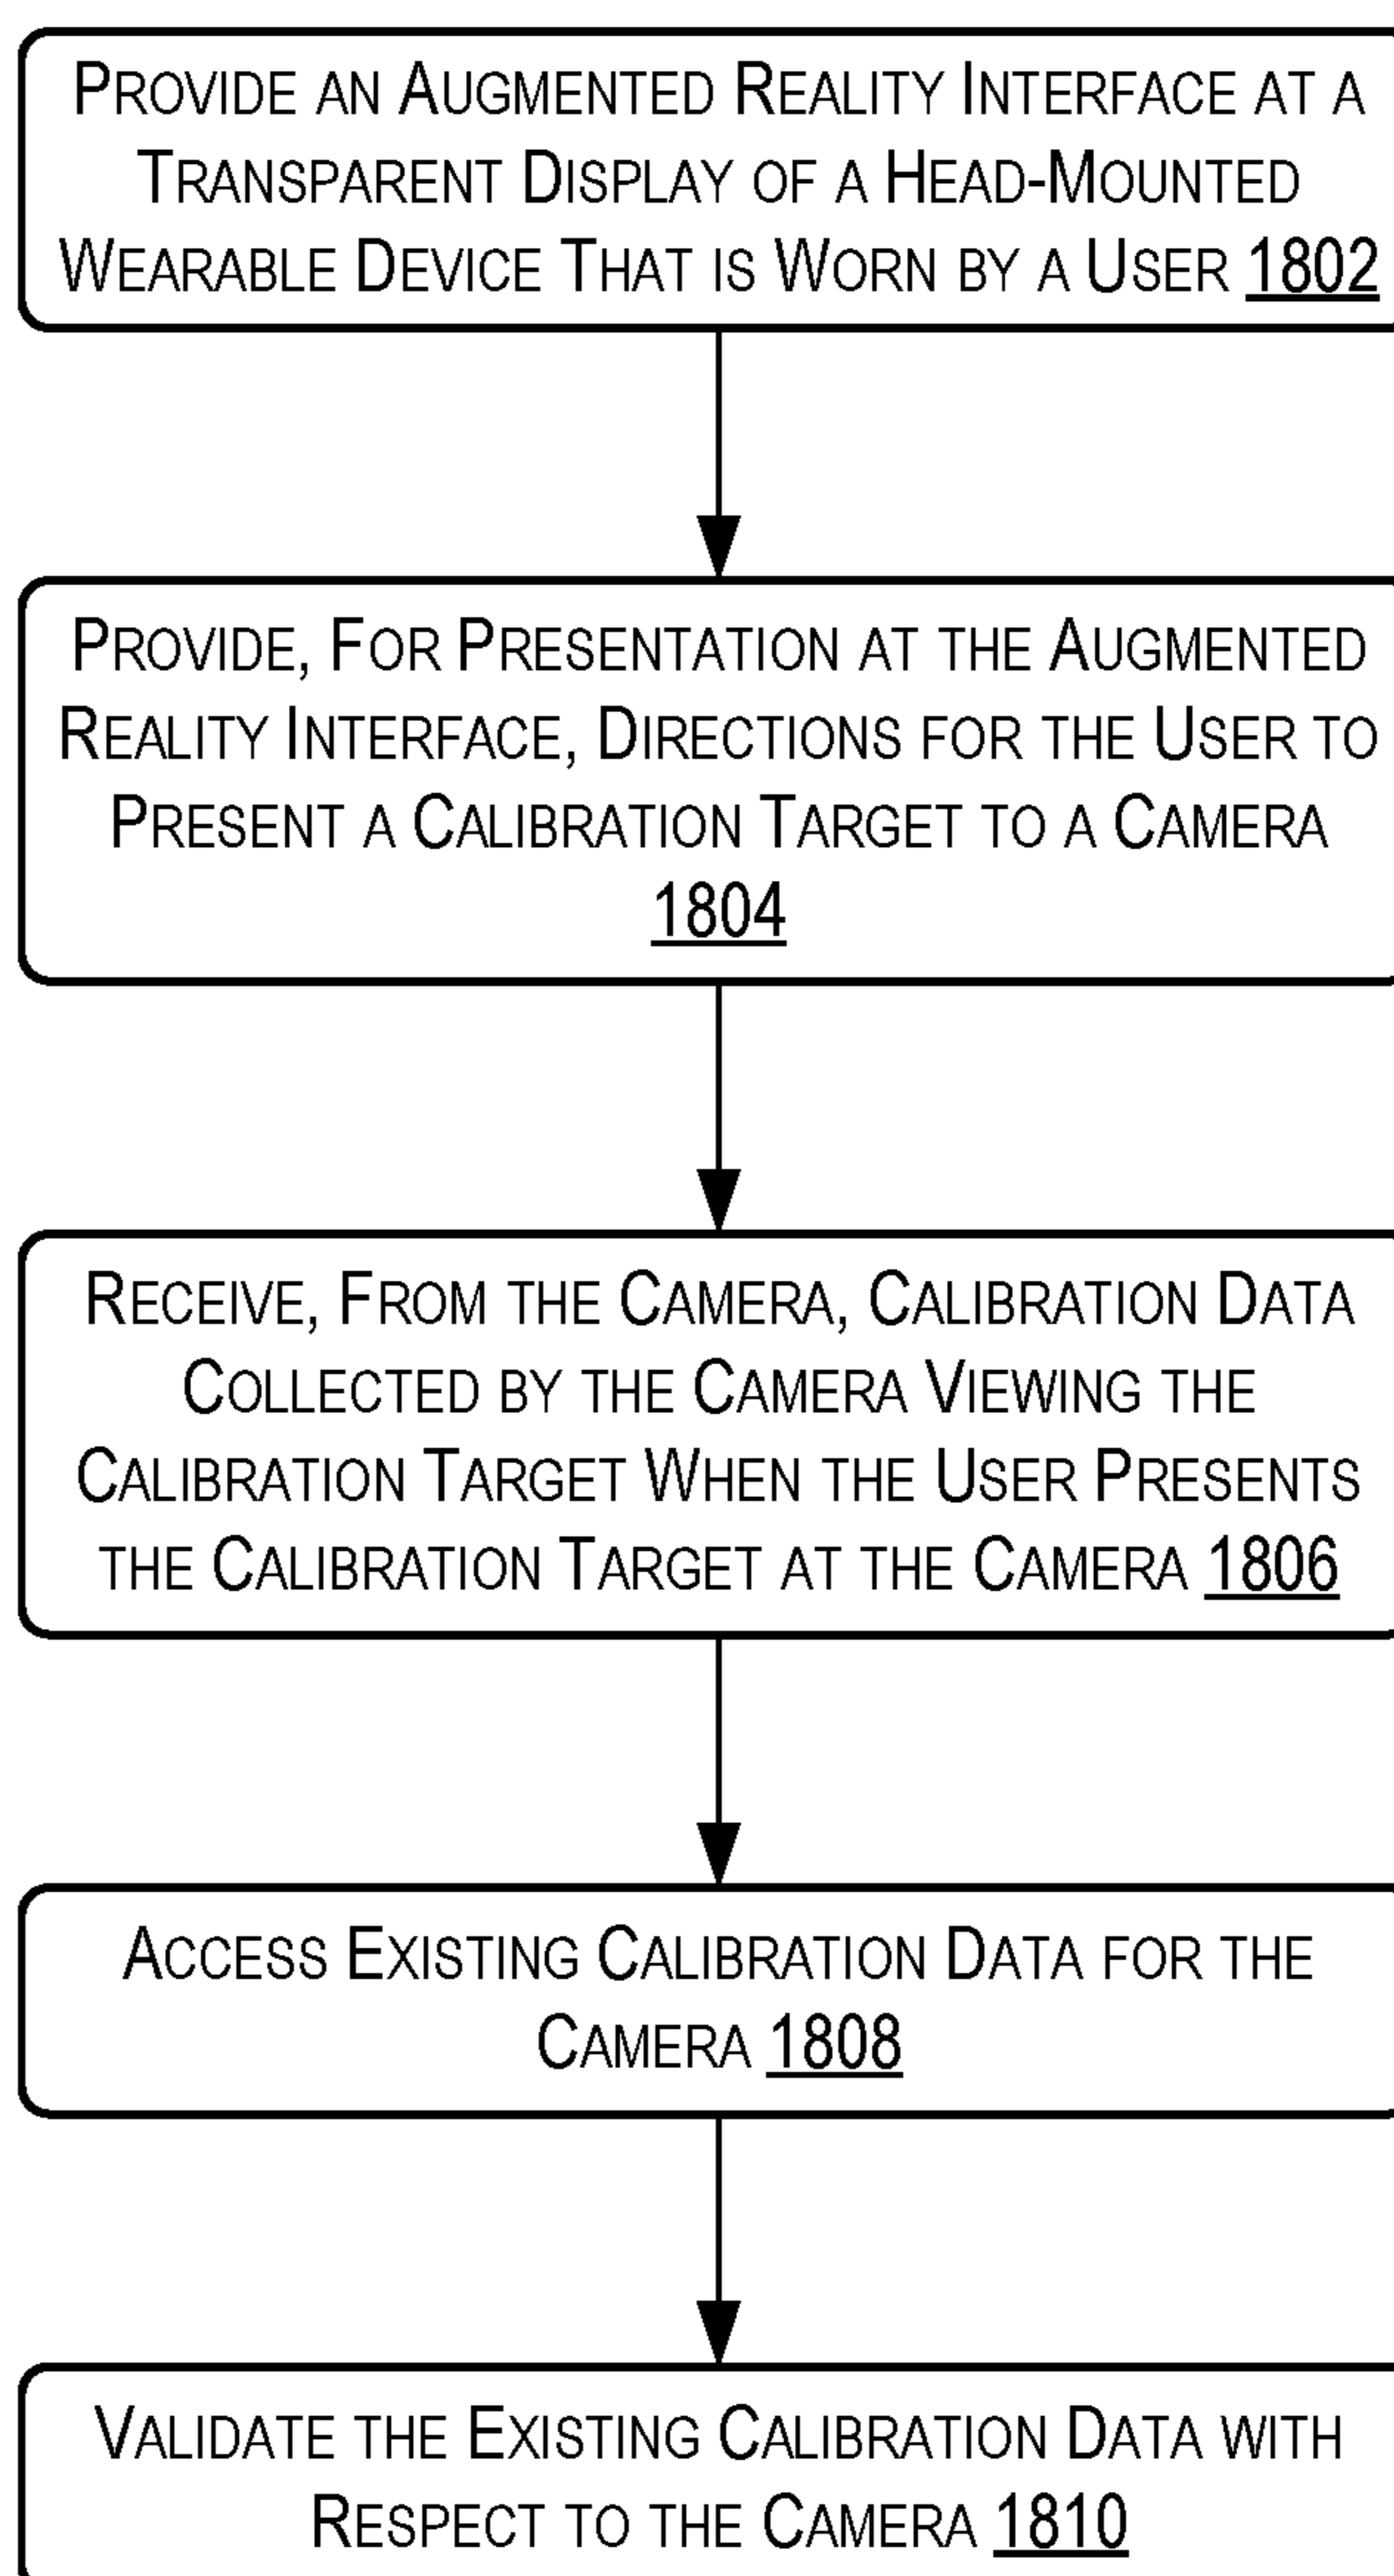 PROVIDE AN AUGMENTED REALITY INTERFACE AT A
TRANSPARENT DISPLAY OF A HEAD-MOUNTED
WEARABLE DEVICE THAT IS WORN BY A USER 1802
PROVIDE, FOR PRESENTATION AT THE AUGMENTED
REALITY INTERFACE, DIRECTIONS FOR THE USER TO
PRESENT A CALIBRATION TARGET TO A CAMERA
1804
RECEIVE, FROM THE CAMERA, CALIBRATION DATA
COLLECTED BY THE CAMERA VIEWING THE
CALIBRATION TARGET WHEN THE USER PRESENTS
THE CALIBRATION TARGET AT THE CAMERA 1806
ACCESS EXISTING CALIBRATION DATA FOR THE
CAMERA 1808
VALIDATE THE EXISTING CALIBRATION DATA WITH
RESPECT TO THE CAMERA 1810